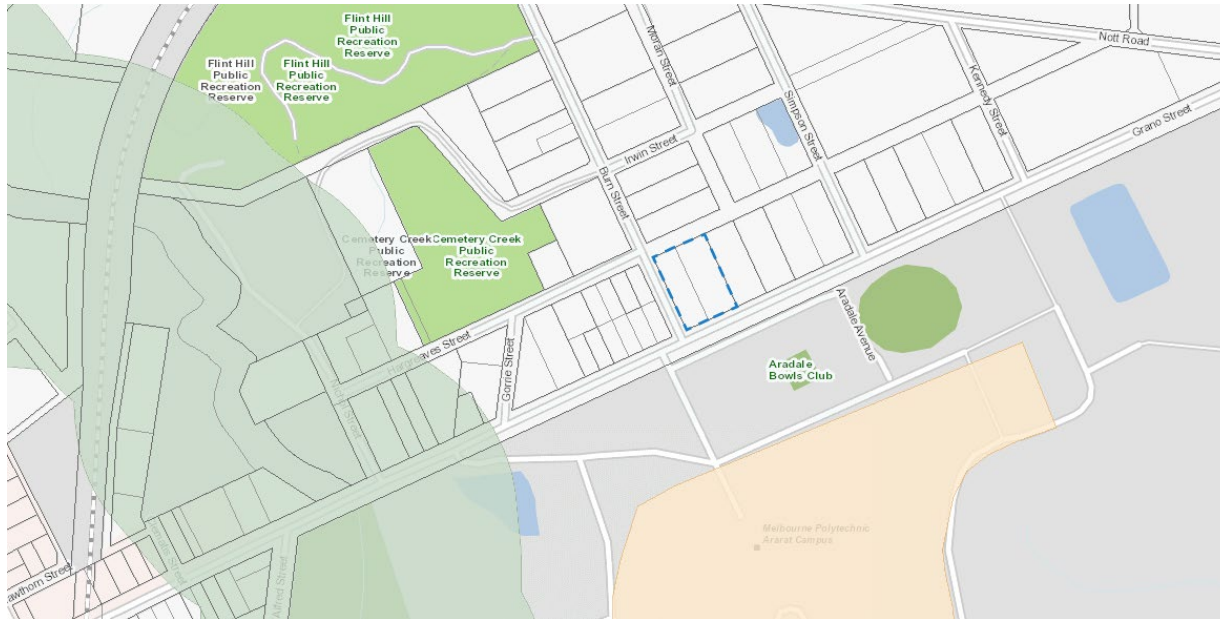 Flint Hill
Public
Recreation
Reserve
Flint Hill
Public
Recreation
Reserve
Flint Hill
Public
Recreation
Reserve
Moran Street
Nott Road
Kennedy Street
Simpson Street
Grano Street
Irwin Street
Burn Street
Cemetery Creek
Public
Recreation
Reserve
Cemetery Creek
Public
Recreation
Reserve
Hargreaves Street
Gorrie Street
Aradale Avenue
Aradale
Bowls Club
Melbourne Polytechnic
Ararat Campus
awthorn Street
Alfred Street